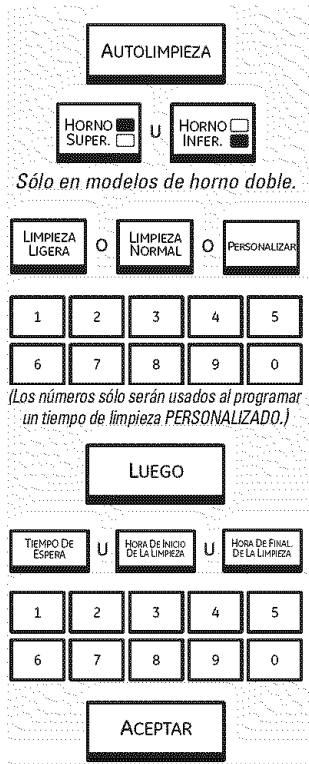 AUTOLIMPIEZA
HORNO SUPER. U HORNO INFER.
Sólo en modelos de horno doble.
LIMPIEZA LIGERA O LIMPIEZA NORMAL O PERSONALIZAR
1 2 3 4 5
6 7 8 9 0
(Los números sólo serán usados al programar
un tiempo de limpieza PERSONALIZADO.)
LUEGO
TIEMPO DE ESPERA U HORA DE INICIO DE LA LIMPIEZA U HORA DE FINAL. DE LA LIMPIEZA
1 2 3 4 5
6 7 8 9 0
ACEPTAR